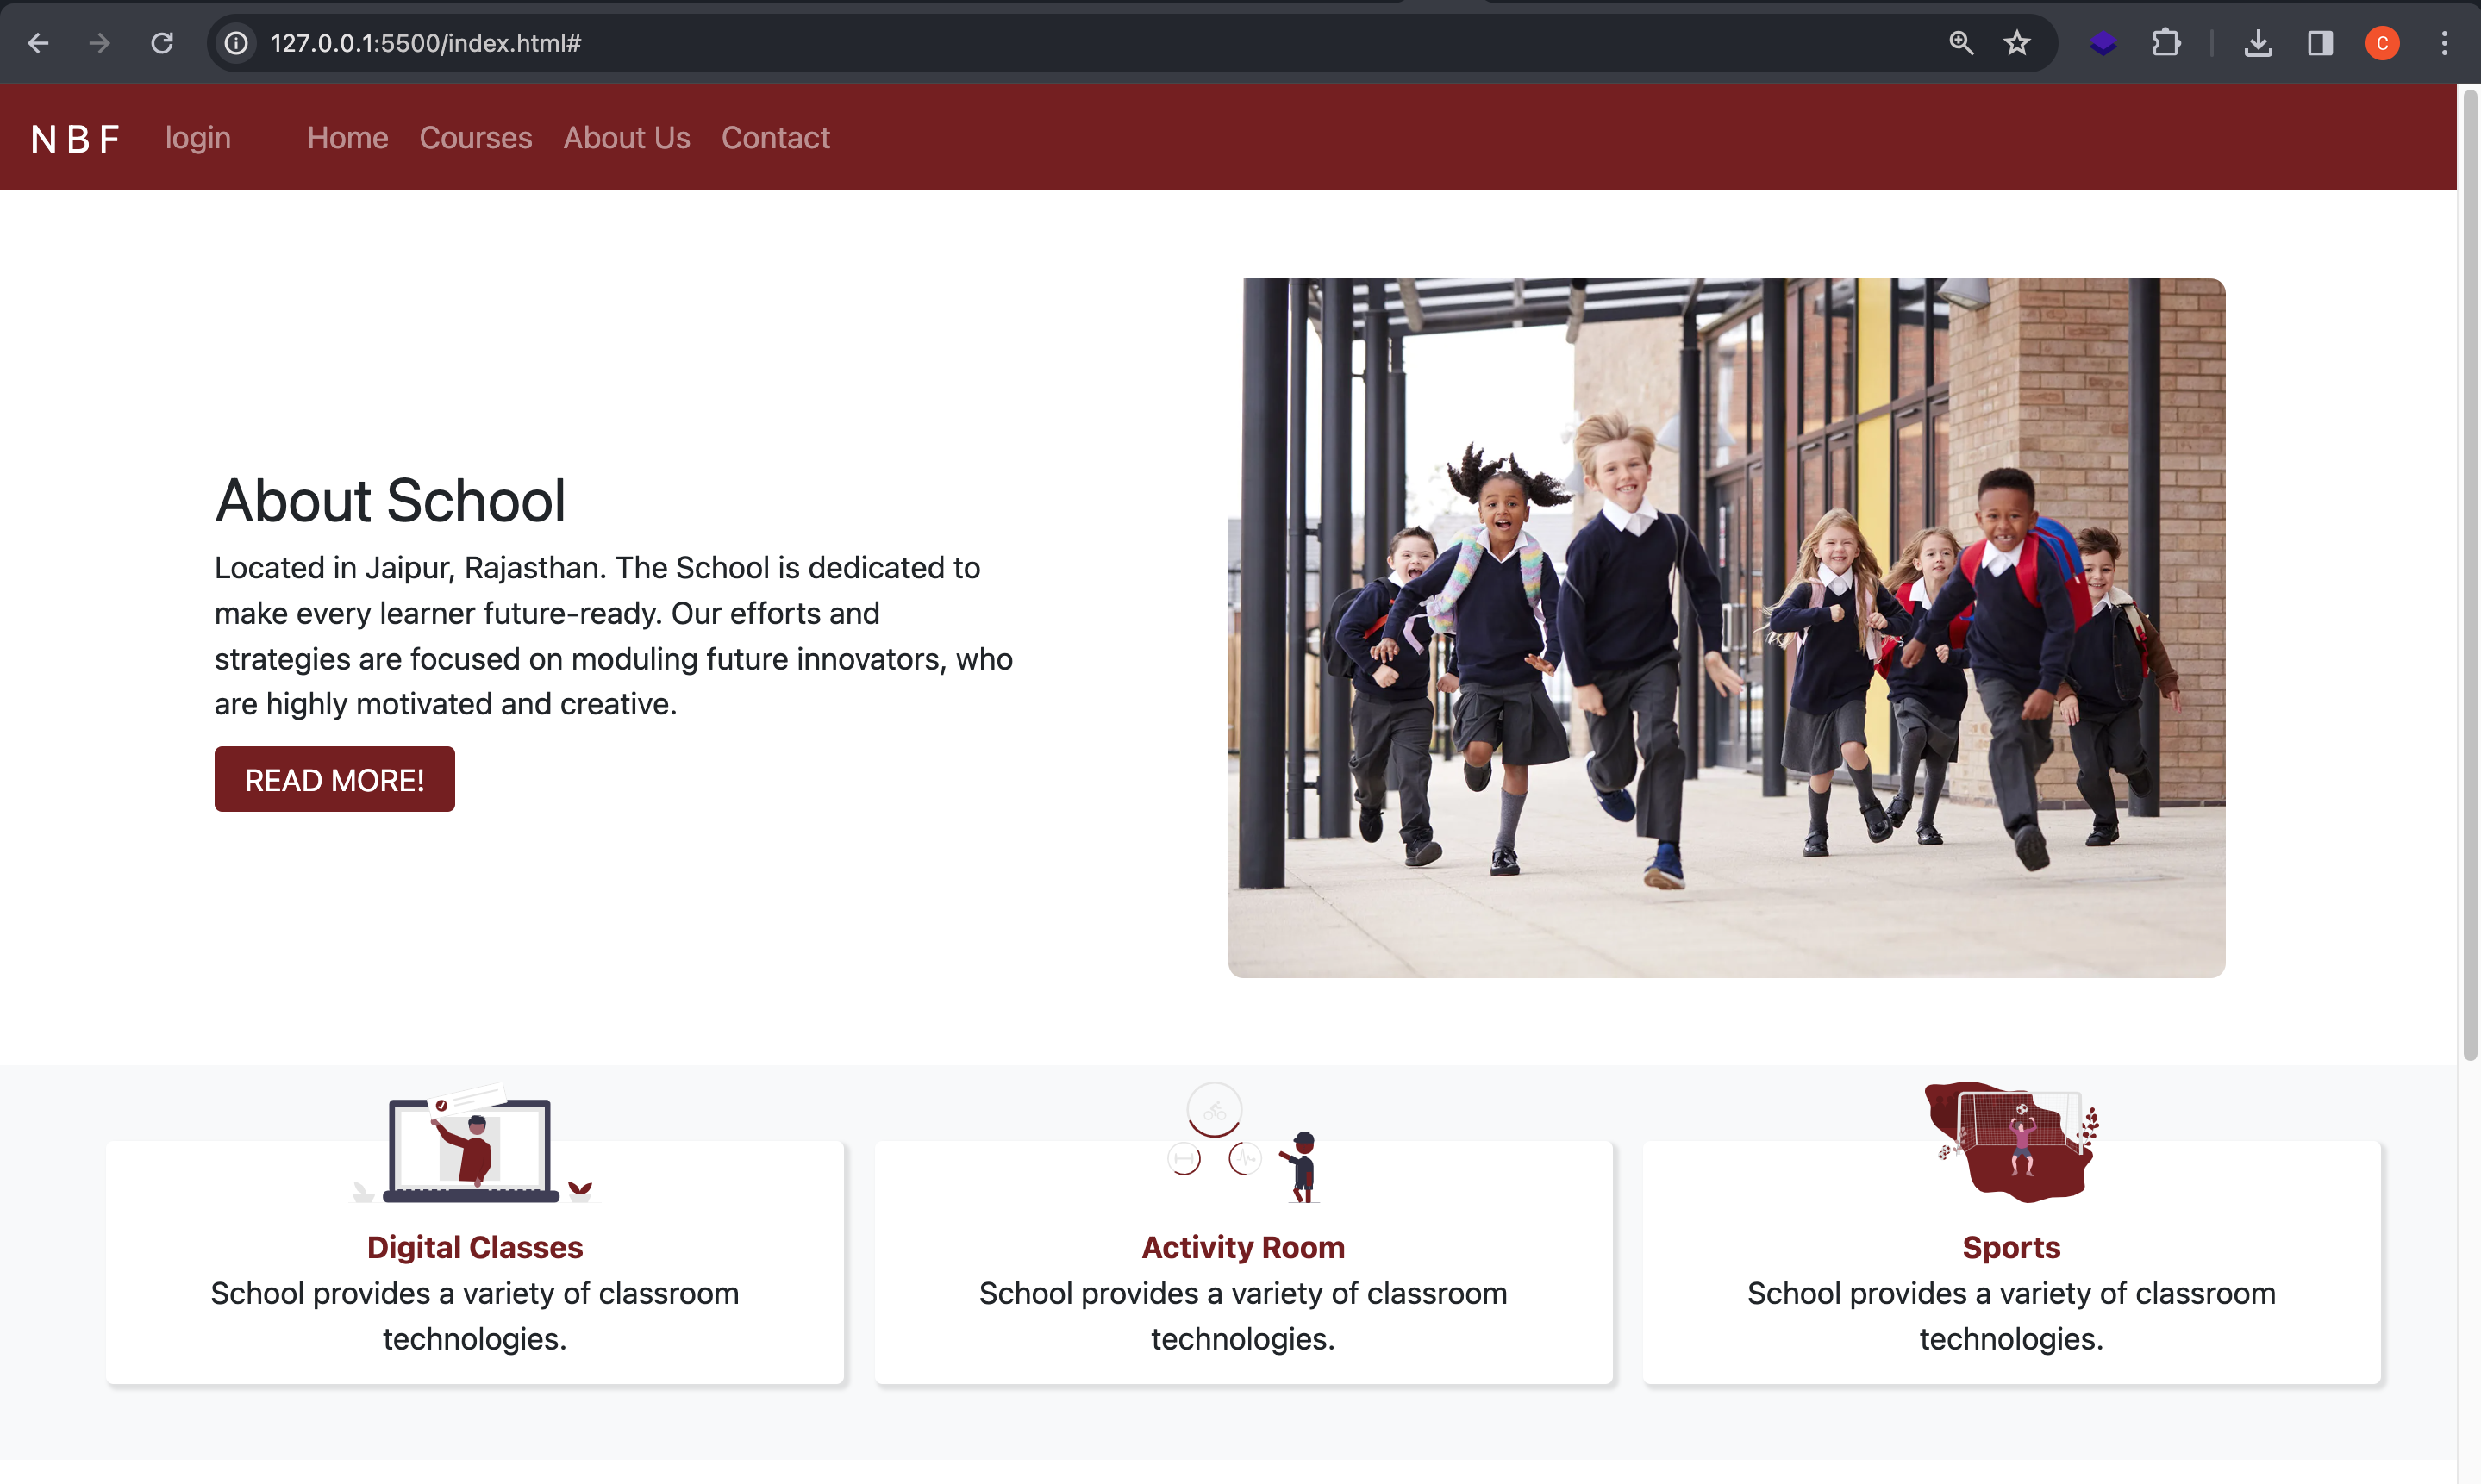 127.0.0.1:5500/index.html#
C
N B F login Home Courses About Us Contact
About School
Located in Jaipur, Rajasthan. The School is dedicated to
make every learner future-ready. Our efforts and
strategies are focused on moduling future innovators, who
are highly motivated and creative.
READ MORE!
Digital Classes
School provides a variety of classroom
technologies.
Activity Room
School provides a variety of classroom
technologies.
Sports
School provides a variety of classroom
technologies.